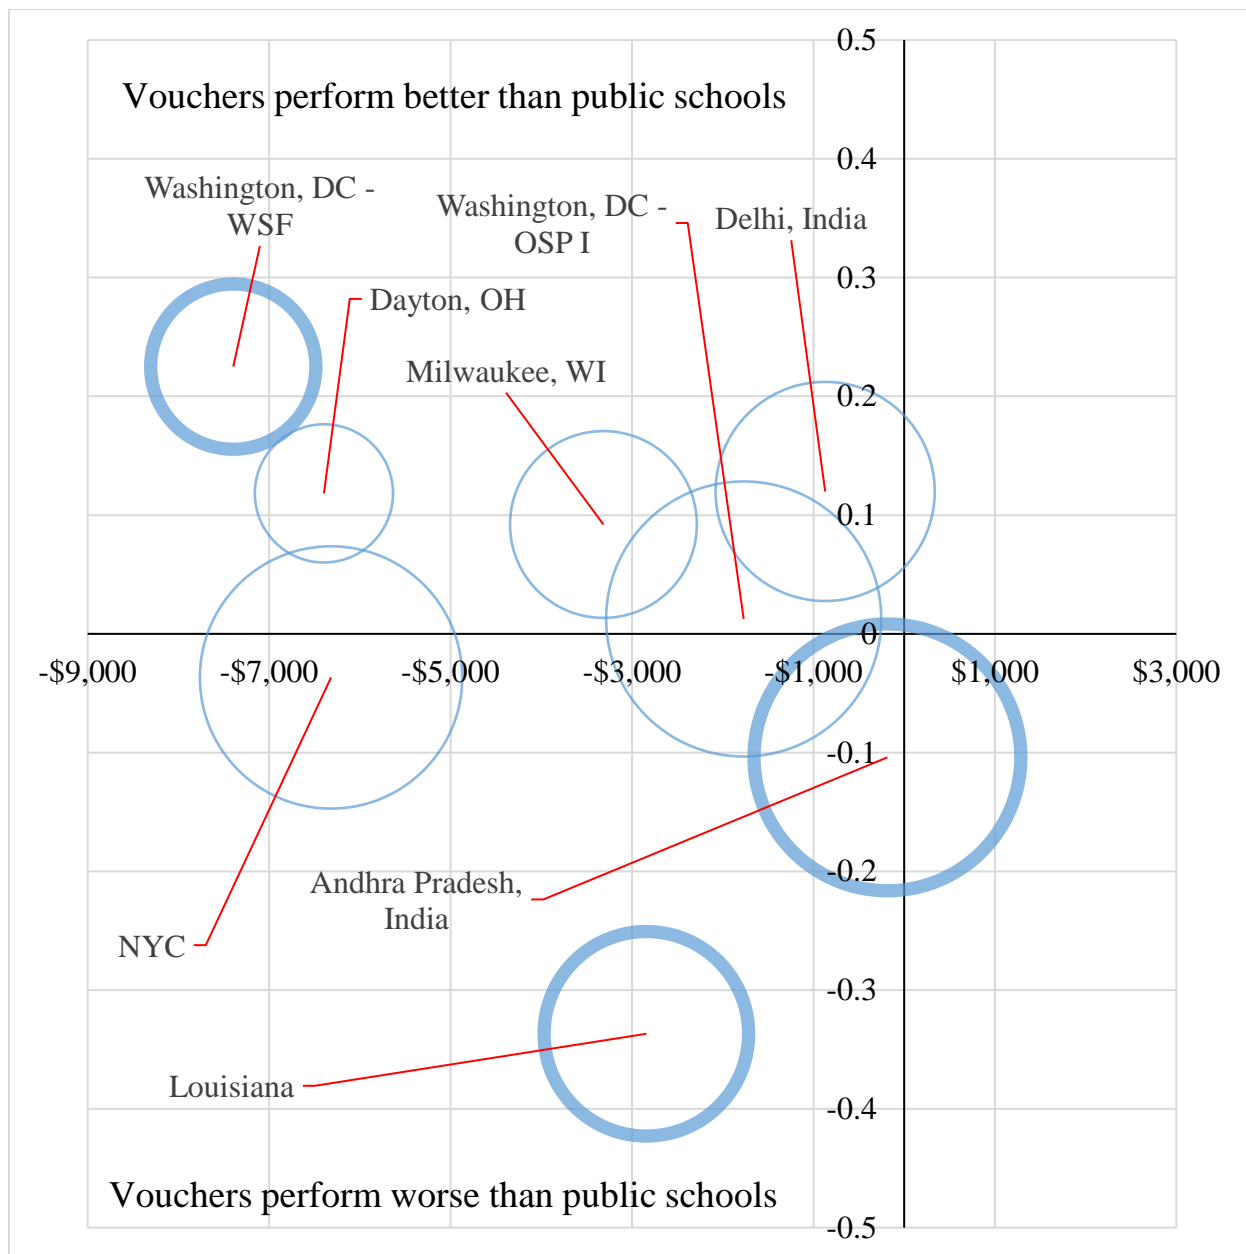 0.5
Vouchers perform better than public schools
0.4
Washington, DC -
WSF
Washington, DC -
OSP I
Delhi, India
0.3
Dayton, OH
Milwaukee, WI
0.2
0.1
0
-$9,000
-$7,000
-$5,000
-$3,000
-$1,000
$1,000
$3,000
-0.1
-0.2
Andhra Pradesh,
India
NYC
-0.3
Louisiana
-0.4
Vouchers perform worse than public schools
-0.5